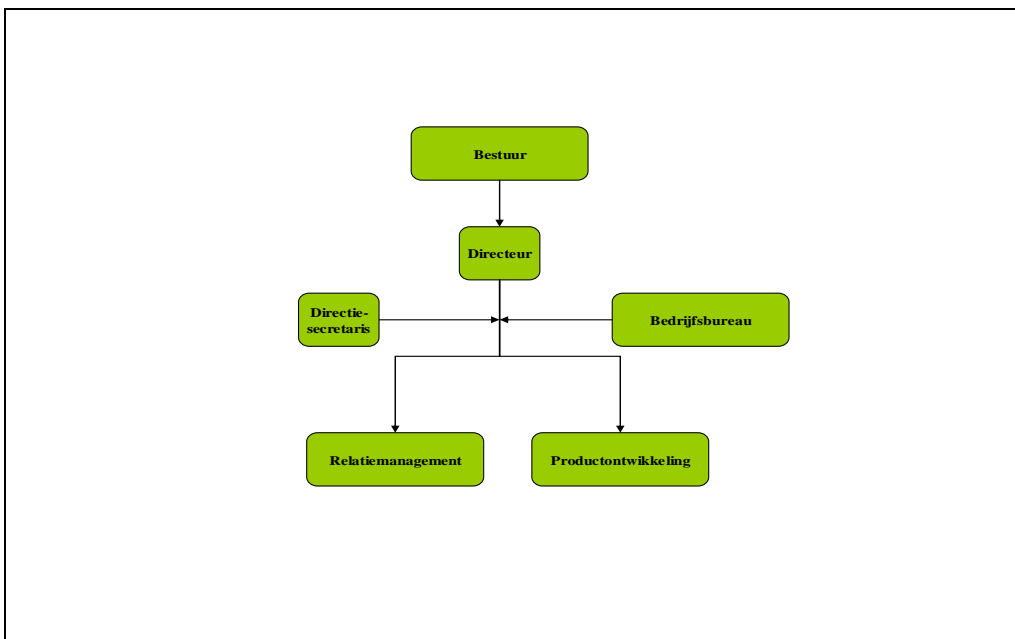 Bestuur
Directeur
Directie-
secretaris
Bedrijfsbureau
Relatiemanagement
Productontwikkeling